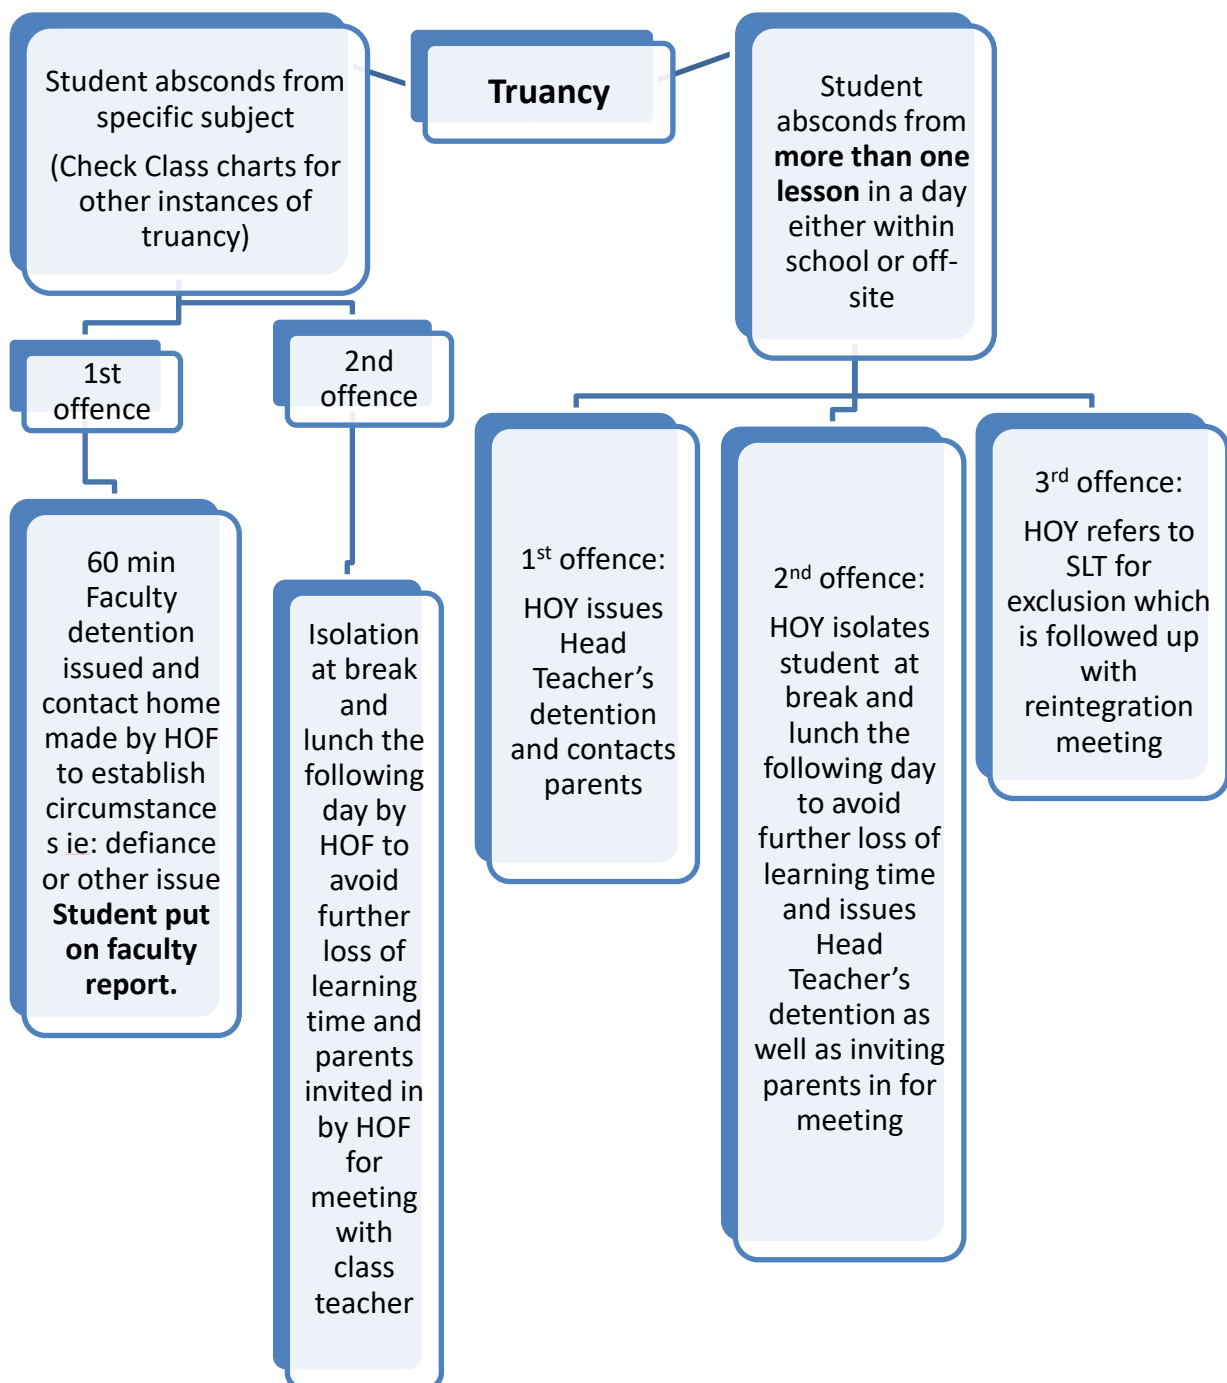 Truancy
Student absconds from
specific subject
(Check Class charts for
other instances of
truancy)
1st
offence
60 min
Faculty
detention
issued and
contact home
made by HOF
to establish
circumstance
s ie: defiance
or other issue
Student put
on faculty
report.
2nd
offence
Isolation
at break
and
lunch the
following
day by
HOF to
avoid
further
loss of
learning
time and
parents
invited in
by HOF
for
meeting
with
class
teacher
Student
absconds from
more than one
lesson in a day
either within
school or off-
site
1st offence:
HOY issues
Head
Teacher’s
detention
and contacts
parents
2nd offence:
HOY isolates
student at
break and
lunch the
following day
to avoid
further loss of
learning time
and issues
Head
Teacher’s
detention as
well as inviting
parents in for
meeting
3rd offence:
HOY refers to
SLT for
exclusion which
is followed up
with
reintegration
meeting